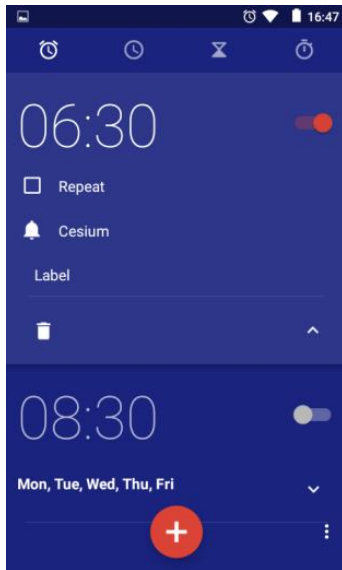 16:47
06:30
Repeat
Cesium
Label
08:30
Mon, Tue, Wed, Thu, Fri